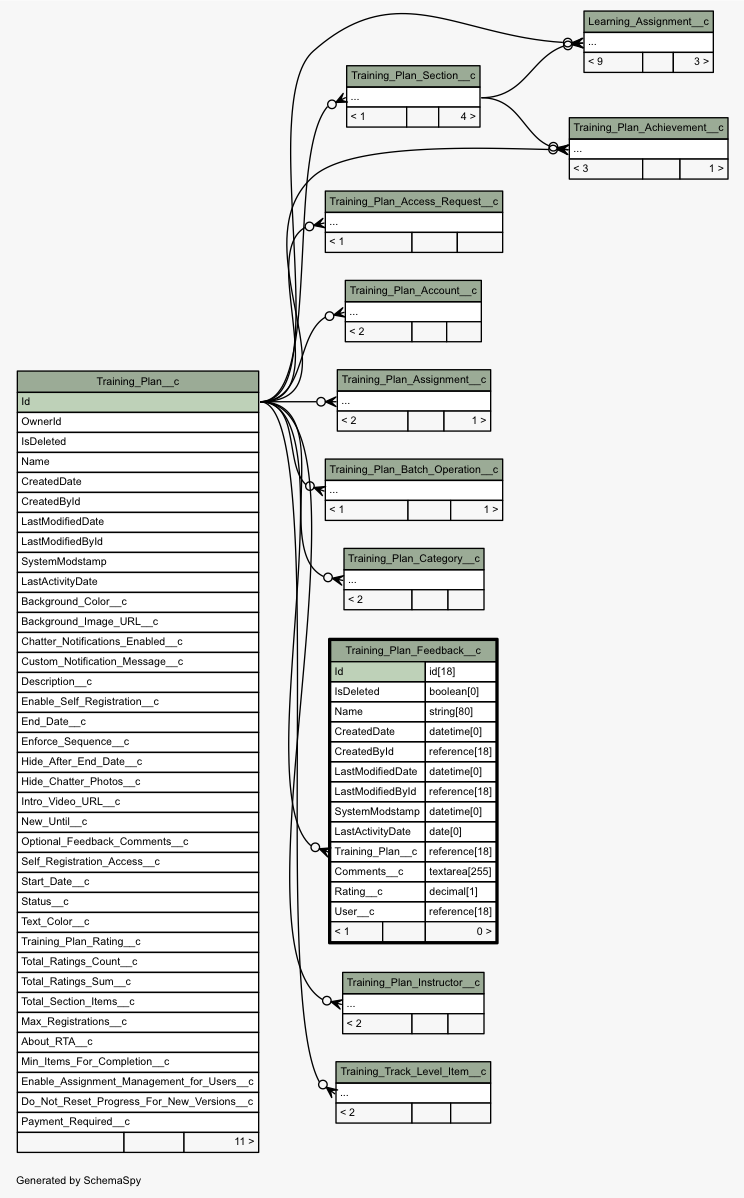 Learning_Assignment__c
...
< 9 3 >
Training_Plan_Section__c
...
< 1 4 >
Training_Plan_Achievement__c
...
< 3 1 >
Training_Plan_Access_Request__c
...
< 1
Training_Plan_Account__c
...
< 2
Training_Plan_Assignment__c
...
< 2 1 >
Training_Plan_Batch_Operation__c
...
< 1 1 >
Training_Plan_Category__c
...
< 2
Training_Plan__c
Id
OwnerId
IsDeleted
Name
CreatedDate
CreatedById
LastModifiedDate
LastModifiedById
SystemModstamp
LastActivityDate
Background_Color__c
Background_Image_URL__c
Chatter_Notifications_Enabled__c
Custom_Notification_Message__c
Description__c
Enable_Self_Registration__c
End_Date__c
Enforce_Sequence__c
Hide_After_End_Date__c
Hide_Chatter_Photos__c
Intro_Video_URL__c
New_Until__c
Optional_Feedback_Comments__c
Self_Registration_Access__c
Start_Date__c
Status__c
Text_Color__c
Training_Plan_Rating__c
Total_Ratings_Count__c
Total_Ratings_Sum__c
Total_Section_Items__c
Max_Registrations__c
About_RTA__c
Min_Items_For_Completion__c
Enable_Assignment_Management_for_Users__c
Do_Not_Reset_Progress_For_New_Versions__c
Payment_Required__c
11 >
Training_Plan_Feedback__c
Id id[18]
IsDeleted boolean[0]
Name string[80]
CreatedDate datetime[0]
CreatedById reference[18]
LastModifiedDate datetime[0]
LastModifiedById reference[18]
SystemModstamp datetime[0]
LastActivityDate date[0]
Training_Plan__c reference[18]
Comments__c textarea[255]
Rating__c decimal[1]
User__c reference[18]
< 1 0 >
Training_Plan_Instructor__c
...
< 2
Training_Track_Level_Item__c
...
< 2
Generated by SchemaSpy